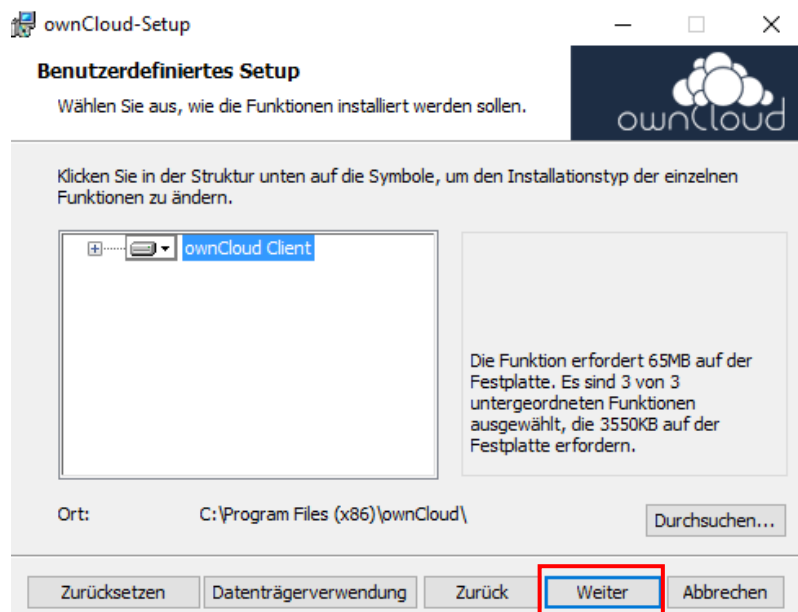 ownCloud-Setup
Benutzerdefiniertes Setup
Wählen Sie aus, wie die Funktionen installiert werden sollen.
ownCloud
Klicken Sie in der Struktur unten auf die Symbole, um den Installationstyp der einzelnen
Funktionen zu ändern.
ownCloud Client
Die Funktion erfordert 65MB auf der
Festplatte. Es sind 3 von 3
untergeordneten Funktionen
ausgewählt, die 3550KB auf der
Festplatte erfordern.
Ort: C:\Program Files (x86)\ownCloud\
Durchsuchen...
Zurücksetzen Datenträgerverwendung Zurück Weiter Abbrechen